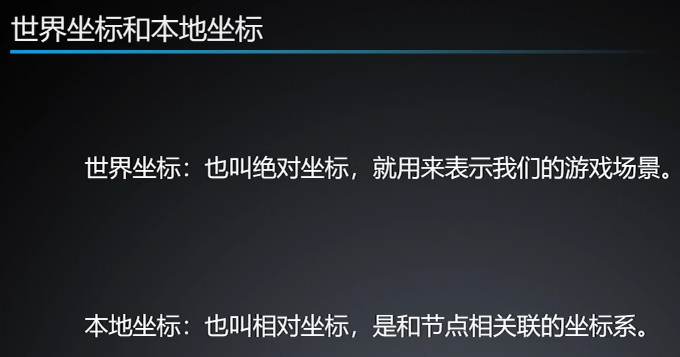 世界坐标和本地坐标
世界坐标：也叫绝对坐标，就用来表示我们的游戏场景。
本地坐标：也叫相对坐标，是和节点相关联的坐标系。